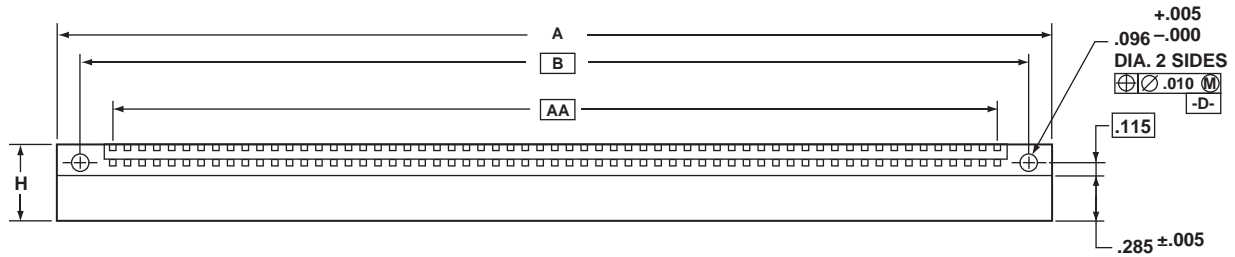 A
B
AA
H
+.005
.096 –.000
DIA. 2 SIDES
⌖ ⌀ .010 Ⓜ
-D-
.115
.285 ±.005